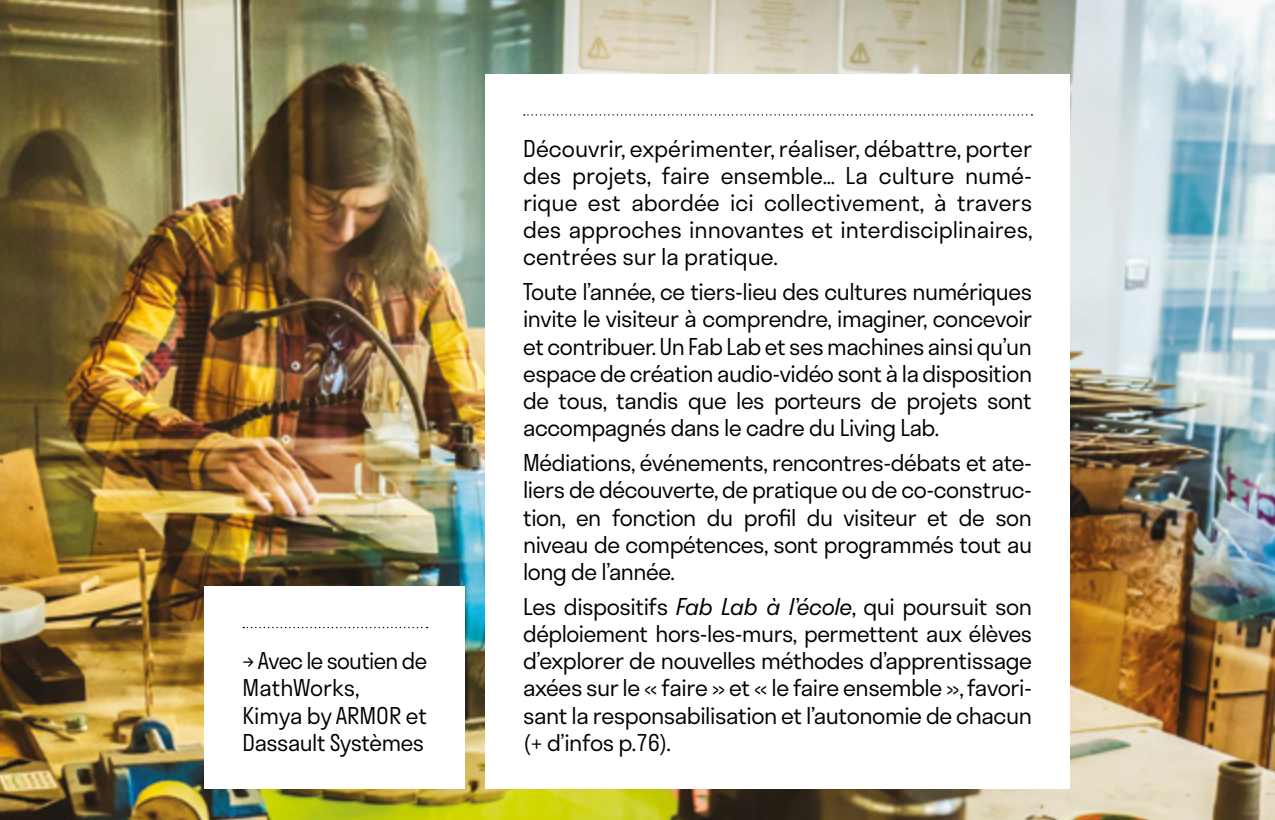 Découvrir, expérimenter, réaliser, débattre, porter
des projets, faire ensemble… La culture numé-
rique est abordée ici collectivement, à travers
des approches innovantes et interdisciplinaires,
centrées sur la pratique.
Toute l’année, ce tiers-lieu des cultures numériques
invite le visiteur à comprendre, imaginer, concevoir
et contribuer. Un Fab Lab et ses machines ainsi qu’un
espace de création audio-vidéo sont à la disposition
de tous, tandis que les porteurs de projets sont
accompagnés dans le cadre du Living Lab.
Médiations, événements, rencontres-débats et ate-
liers de découverte, de pratique ou de co-construc-
tion, en fonction du profil du visiteur et de son
niveau de compétences, sont programmés tout au
long de l’année.
Les dispositifs Fab Lab à l’école, qui poursuit son
déploiement hors-les-murs, permettent aux élèves
d’explorer de nouvelles méthodes d’apprentissage
axées sur le « faire » et « le faire ensemble », favori-
sant la responsabilisation et l’autonomie de chacun
(+ d’infos p.76).
→ Avec le soutien de
MathWorks,
Kimya by ARMOR et
Dassault Systèmes